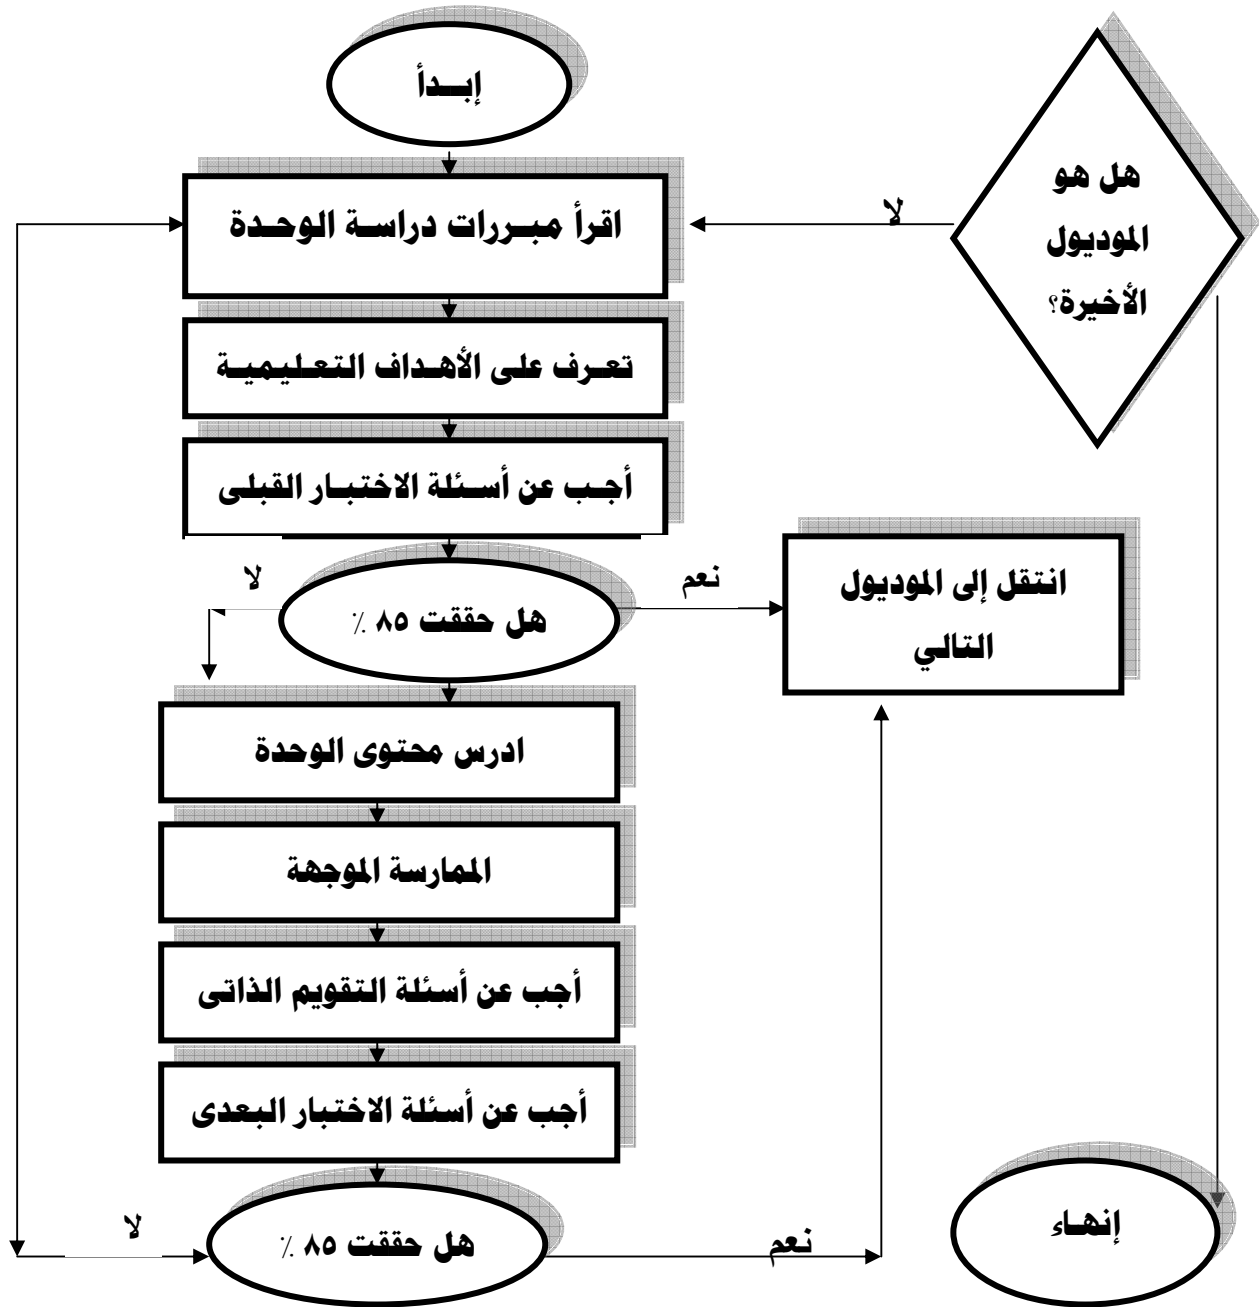 إبـــدأ
اقرأ مبـررات دراسـة الوحـدة
تعـرف على الأهـداف التعـليـميـة
أجـب عن أسـئلة الاختبـار القبلى
هل حققت ٨٥ ٪
لا
نعم
انتقل إلى الموديول
التالي
ادرس محتوى الوحدة
الممارسة الموجهة
أجب عن أسئلة التقويم الذاتى
أجب عن أسئلة الاختبار البعدى
هل حققت ٨٥ ٪
لا
نعم
هل هو
الموديول
الأخيرة؟
لا
إنهـاء